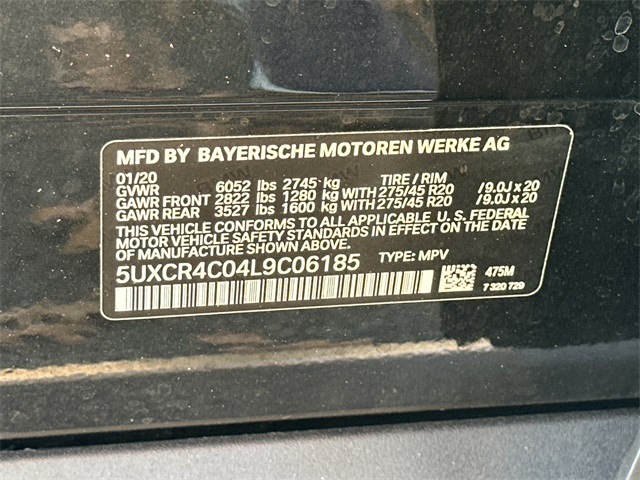 MFD BY BAYERISCHE MOTOREN WERKE AG
01/20 TIRE / RIM
GVWR 6052 lbs 2745 kg
GAWR FRONT 2822 lbs 1280 kg WITH 275/45 R20 /9.0J x 20
GAWR REAR 3527 lbs 1600 kg WITH 275/45 R20 /9.0J x 20
THIS VEHICLE CONFORMS TO ALL APPLICABLE U. S. FEDERAL
MOTOR VEHICLE SAFETY STANDARDS IN EFFECT ON THE DATE
OF MANUFACTURE SHOWN ABOVE.
5UXCR4C04L9C06185 TYPE: MPV
475M
7 320 729